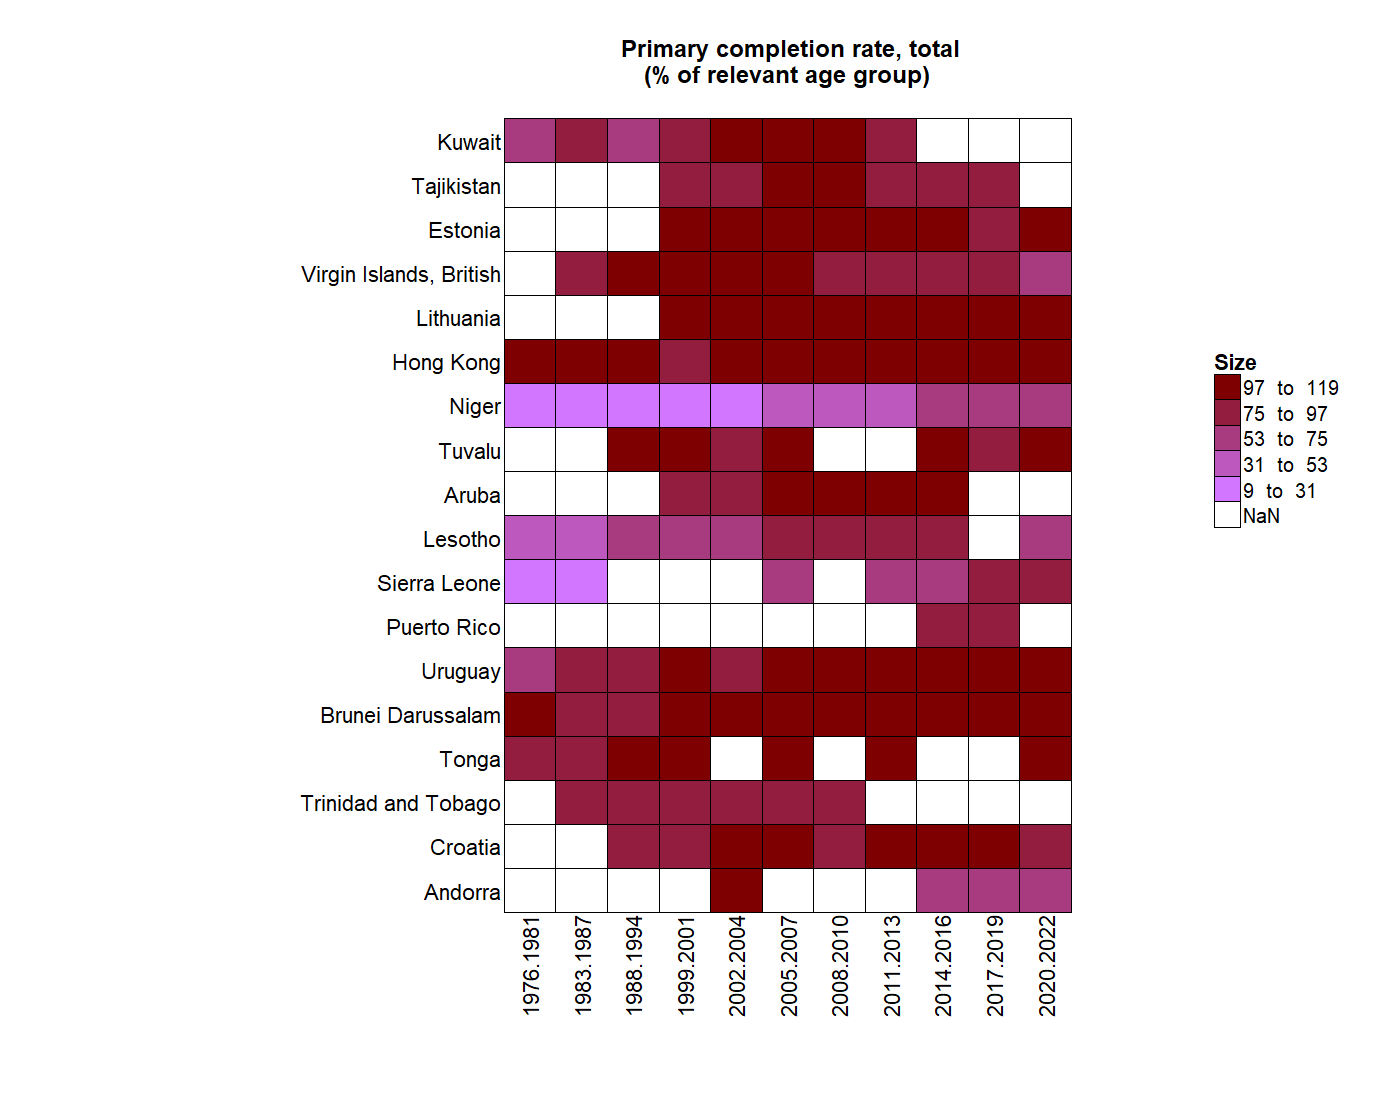 Primary completion rate, total
(% of relevant age group)
Kuwait
Tajikistan
Estonia
Virgin Islands, British
Lithuania
Hong Kong
Niger
Tuvalu
Aruba
Lesotho
Sierra Leone
Puerto Rico
Uruguay
Brunei Darussalam
Tonga
Trinidad and Tobago
Croatia
Andorra
1976.1981
1983.1987
1988.1994
1999.2001
2002.2004
2005.2007
2008.2010
2011.2013
2014.2016
2017.2019
2020.2022
Size
97 to 119
75 to 97
53 to 75
31 to 53
9 to 31
NaN